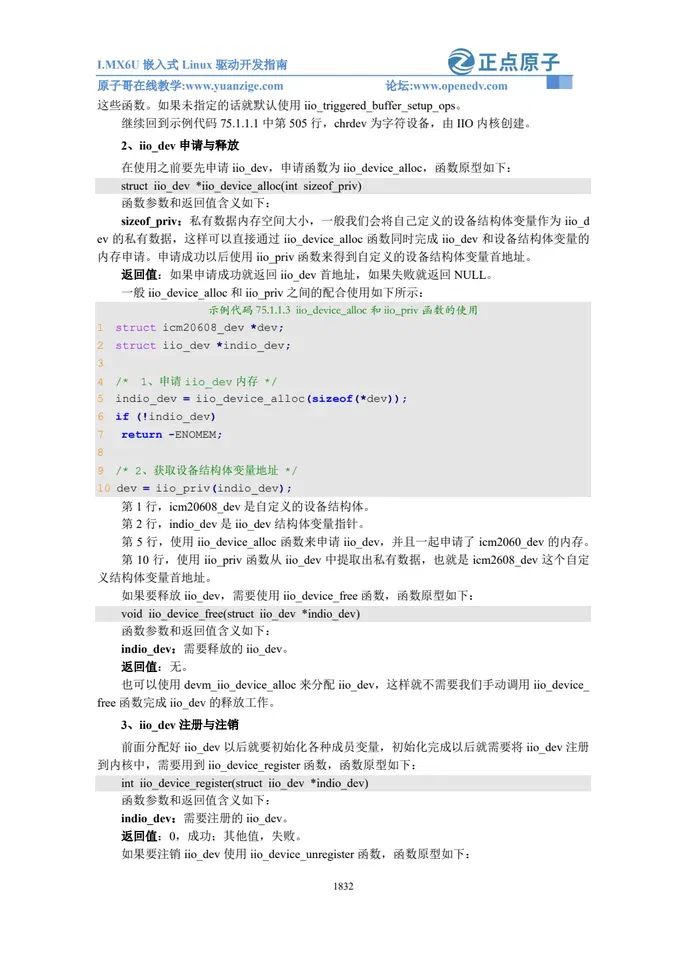 I.MX6U 嵌入式 Linux 驱动开发指南
正点原子
原子哥在线教学:www.yuanzige.com 论坛:www.openedv.com
这些函数。如果未指定的话就默认使用 iio_triggered_buffer_setup_ops。
继续回到示例代码 75.1.1.1 中第 505 行，chrdev 为字符设备，由 IIO 内核创建。
2、iio_dev 申请与释放
在使用之前要先申请 iio_dev，申请函数为 iio_device_alloc，函数原型如下：
struct iio_dev *iio_device_alloc(int sizeof_priv)
函数参数和返回值含义如下：
sizeof_priv：私有数据内存空间大小，一般我们会将自己定义的设备结构体变量作为 iio_d
ev 的私有数据，这样可以直接通过 iio_device_alloc 函数同时完成 iio_dev 和设备结构体变量的
内存申请。申请成功以后使用 iio_priv 函数来得到自定义的设备结构体变量首地址。
返回值：如果申请成功就返回 iio_dev 首地址，如果失败就返回 NULL。
一般 iio_device_alloc 和 iio_priv 之间的配合使用如下所示：
示例代码 75.1.1.3 iio_device_alloc 和 iio_priv 函数的使用
1 struct icm20608_dev *dev;
2 struct iio_dev *indio_dev;
3
4 /* 1、申请 iio_dev 内存 */
5 indio_dev = iio_device_alloc(sizeof(*dev));
6 if (!indio_dev)
7 return -ENOMEM;
8
9 /* 2、获取设备结构体变量地址 */
10 dev = iio_priv(indio_dev);
第 1 行，icm20608_dev 是自定义的设备结构体。
第 2 行，indio_dev 是 iio_dev 结构体变量指针。
第 5 行，使用 iio_device_alloc 函数来申请 iio_dev，并且一起申请了 icm2060_dev 的内存。
第 10 行，使用 iio_priv 函数从 iio_dev 中提取出私有数据，也就是 icm2608_dev 这个自定
义结构体变量首地址。
如果要释放 iio_dev，需要使用 iio_device_free 函数，函数原型如下：
void iio_device_free(struct iio_dev *indio_dev)
函数参数和返回值含义如下：
indio_dev：需要释放的 iio_dev。
返回值：无。
也可以使用 devm_iio_device_alloc 来分配 iio_dev，这样就不需要我们手动调用 iio_device_
free 函数完成 iio_dev 的释放工作。
3、iio_dev 注册与注销
前面分配好 iio_dev 以后就要初始化各种成员变量，初始化完成以后就需要将 iio_dev 注册
到内核中，需要用到 iio_device_register 函数，函数原型如下：
int iio_device_register(struct iio_dev *indio_dev)
函数参数和返回值含义如下：
indio_dev：需要注册的 iio_dev。
返回值：0，成功；其他值，失败。
如果要注销 iio_dev 使用 iio_device_unregister 函数，函数原型如下：
1832